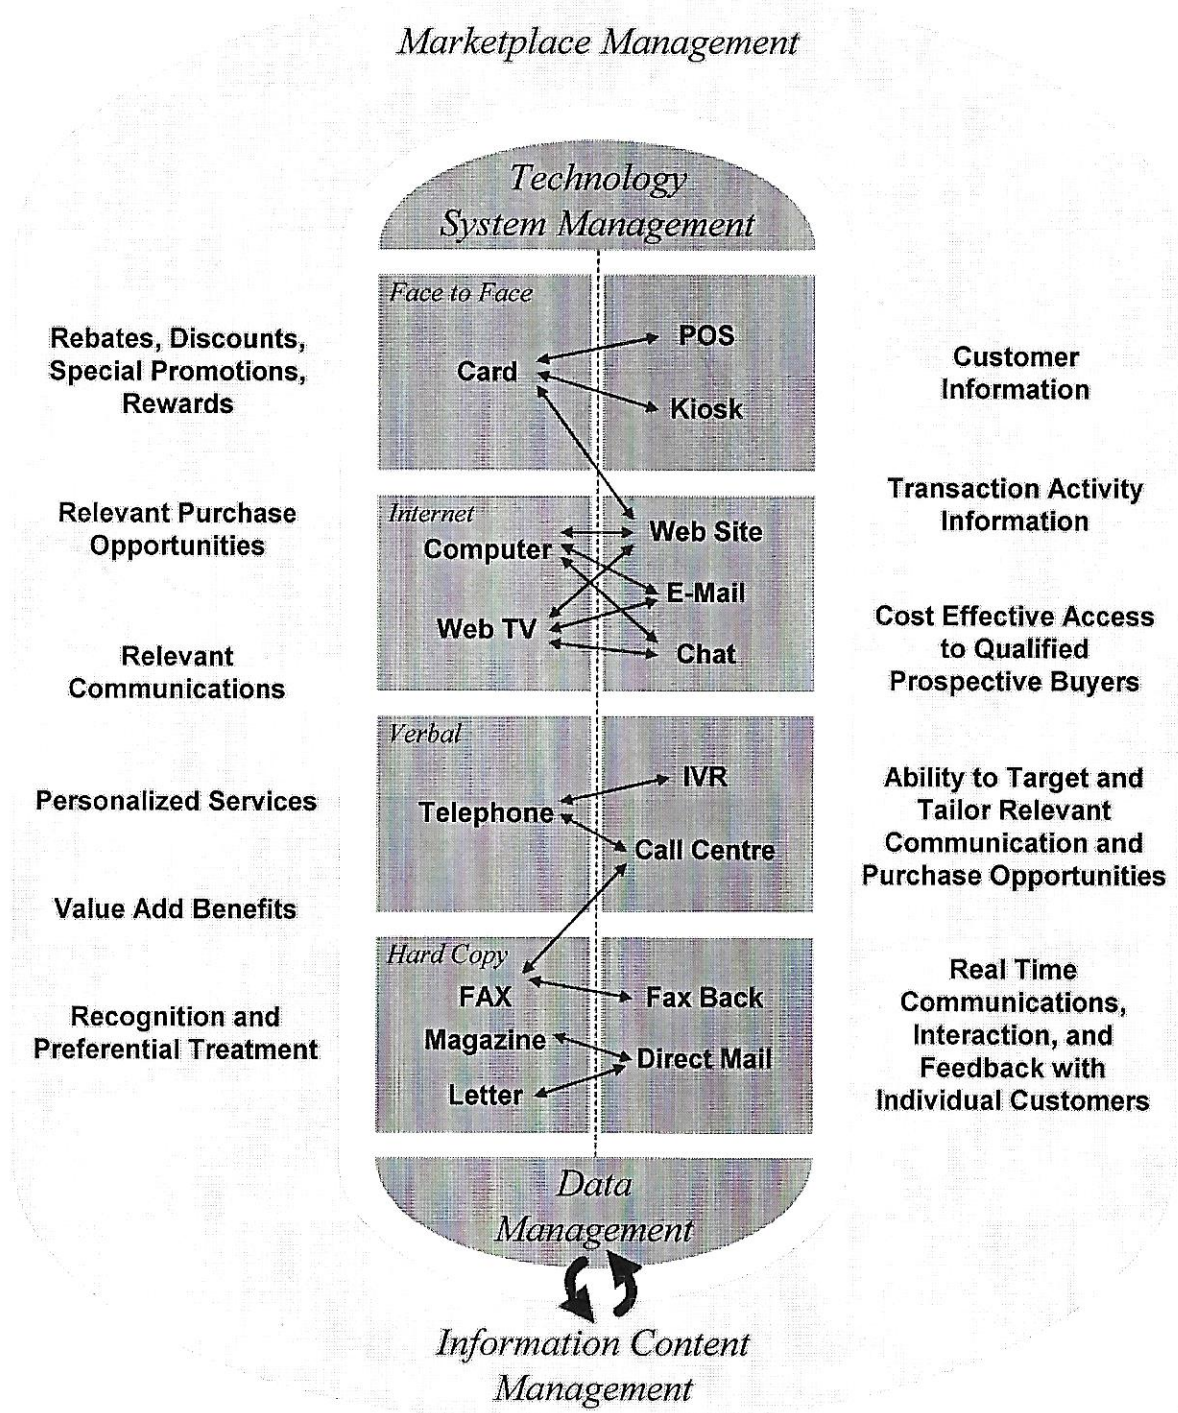 Marketplace Management
Technology
System Management
Rebates, Discounts,
Special Promotions,
Rewards
Relevant Purchase
Opportunities
Relevant
Communications
Personalized Services
Value Add Benefits
Recognition and
Preferential Treatment
Face to Face
Card
POS
Kiosk
Internet
Computer
Web TV
Web Site
E-Mail
Chat
Verbal
Telephone
IVR
Call Centre
Hard Copy
FAX
Magazine
Letter
Fax Back
Direct Mail
Customer
Information
Transaction Activity
Information
Cost Effective Access
to Qualified
Prospective Buyers
Ability to Target and
Tailor Relevant
Communication and
Purchase Opportunities
Real Time
Communications,
Interaction, and
Feedback with
Individual Customers
Data
Management
Information Content
Management